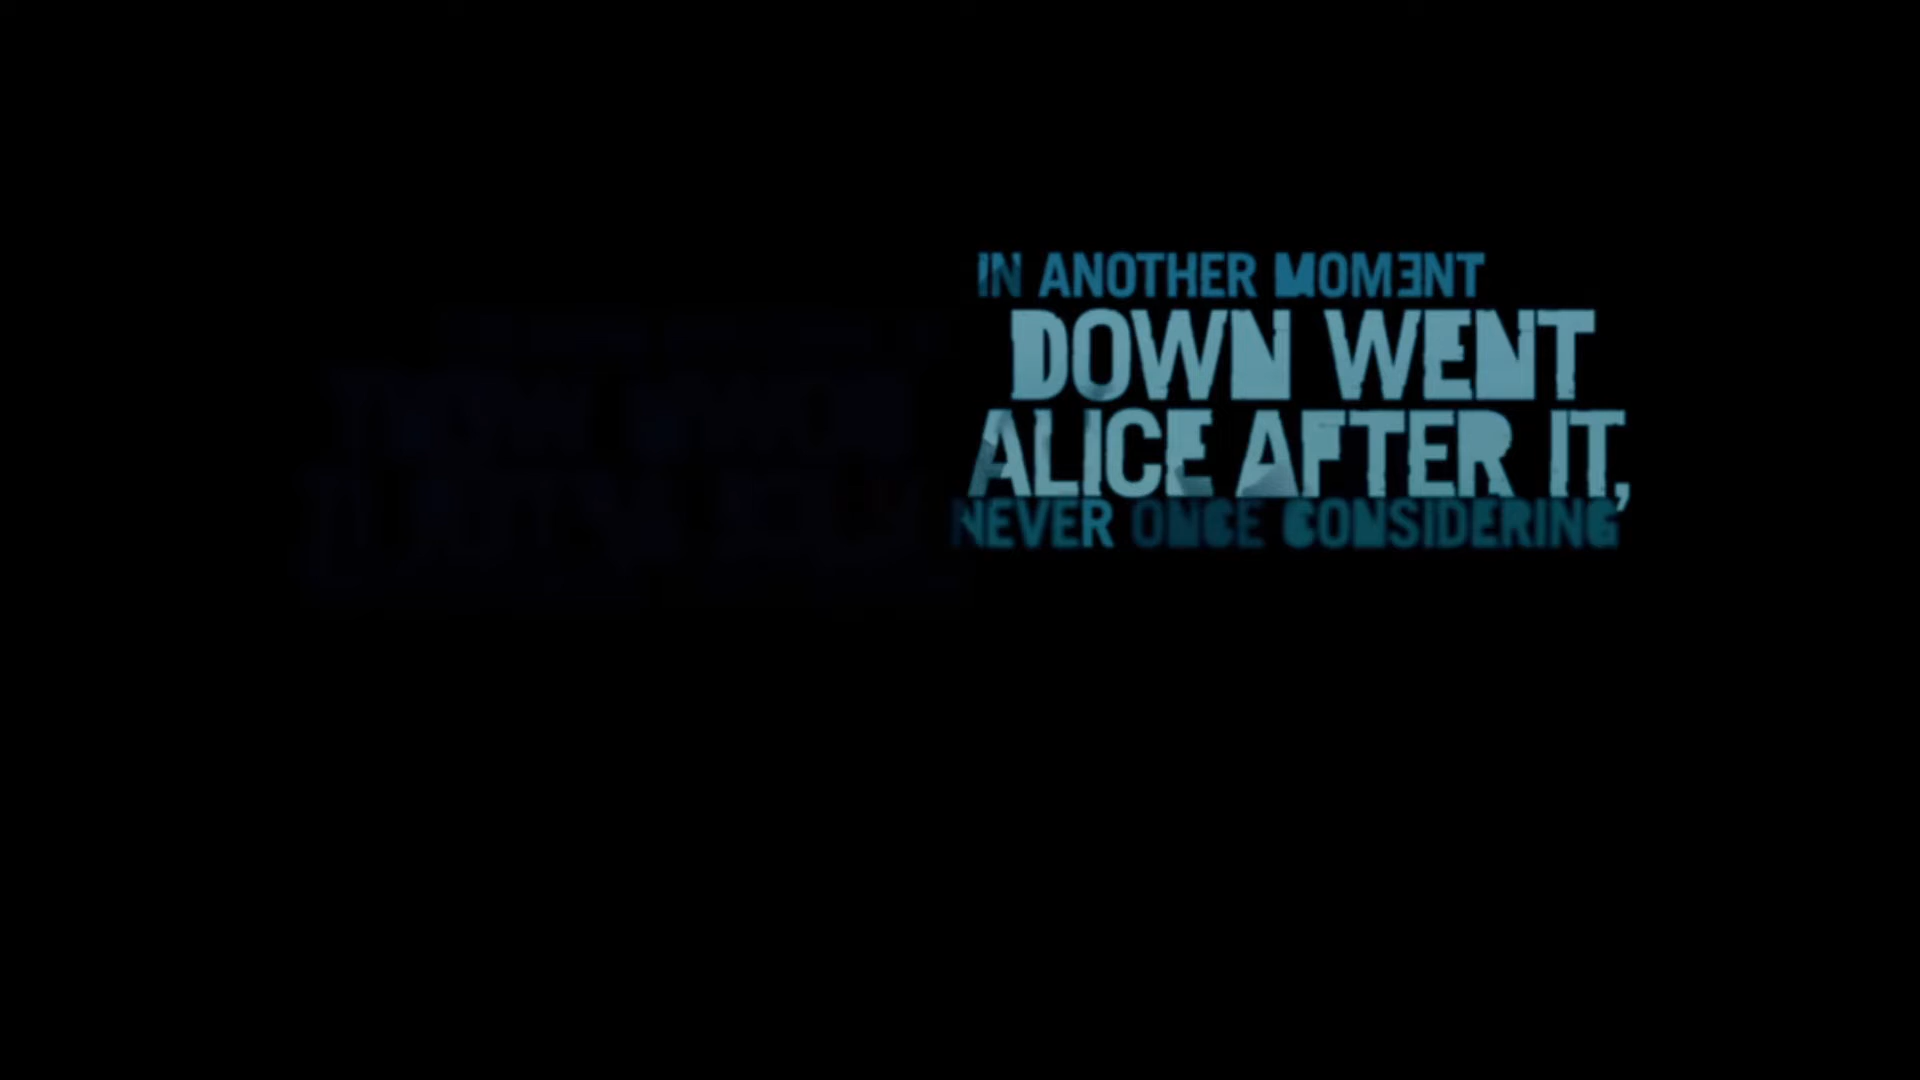 IN ANOTHER MOMENT
DOWN WENT
ALICE AFTER IT,
NEVER ONCE CONSIDERING